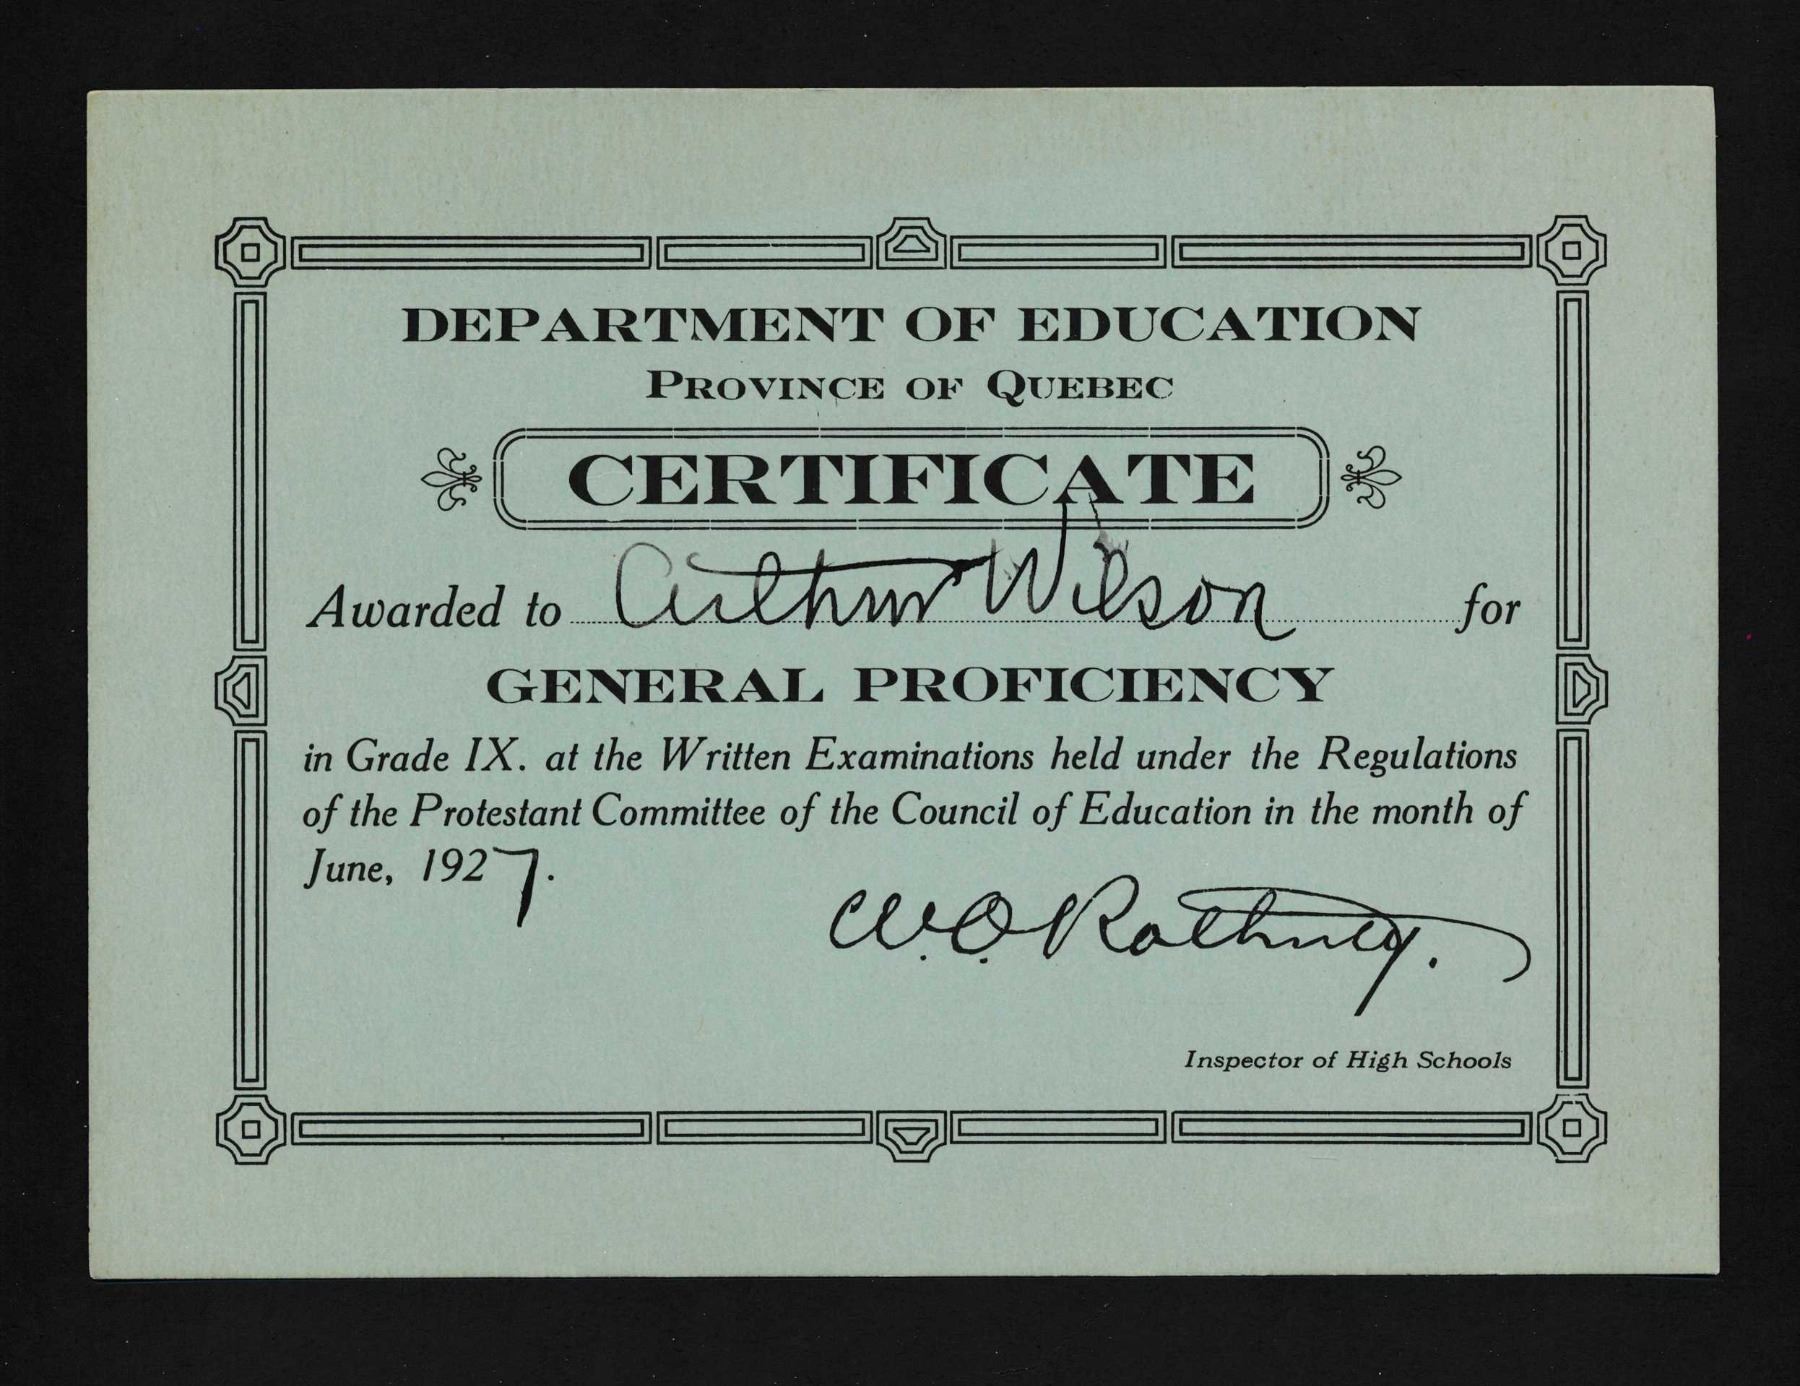 DEPARTMENT OF EDUCATION
PROVINCE OF QUEBEC
CERTIFICATE
Awarded to Arthur Wilson for
GENERAL PROFICIENCY
in Grade IX. at the Written Examinations held under the Regulations
of the Protestant Committee of the Council of Education in the month of
June, 1927.
W.O. Rothney.
Inspector of High Schools